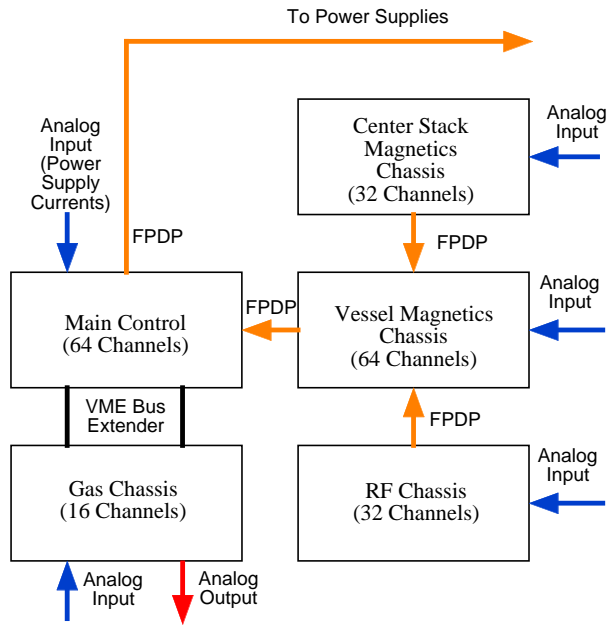 To Power Supplies
Analog
Input
(Power
Supply
Currents)
FPDP
Center Stack
Magnetics
Chassis
(32 Channels)
Analog
Input
FPDP
Main Control
(64 Channels)
FPDP
Vessel Magnetics
Chassis
(64 Channels)
Analog
Input
VME Bus
Extender
FPDP
Gas Chassis
(16 Channels)
RF Chassis
(32 Channels)
Analog
Input
Analog
Input
Analog
Output